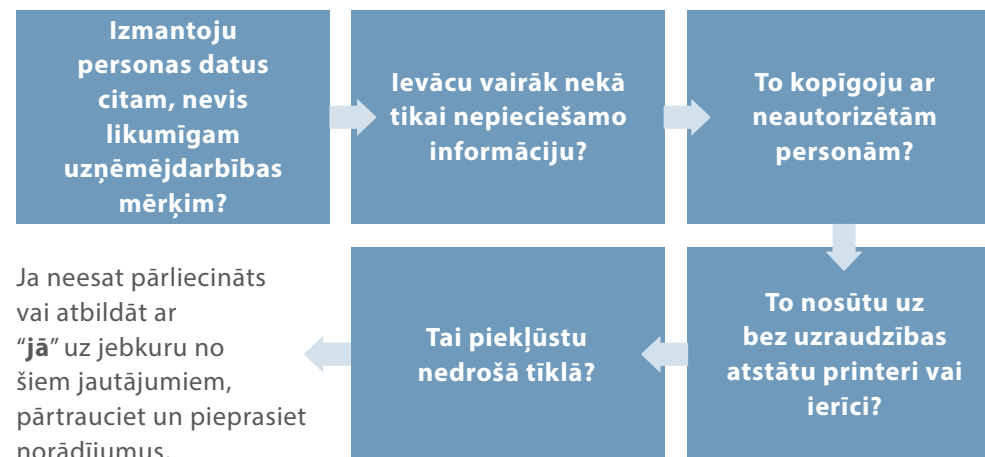 Izmantoju
personas datus
citam, nevis
likumīgam
uzņēmējdarbības
mērķim?
Ievācu vairāk nekā
tikai nepieciešamo
informāciju?
To kopīgoju ar
neautorizētām
personām?
To nosūtu uz
bez uzraudzības
atstātu printeri vai
ierīci?
Tai piekļūstu
nedrošā tīklā?
Ja neesat pārliecināts
vai atbildāt ar
“jā” uz jebkuru no
šiem jautājumiem,
pārtrauciet un pieprasiet
norādījumus.